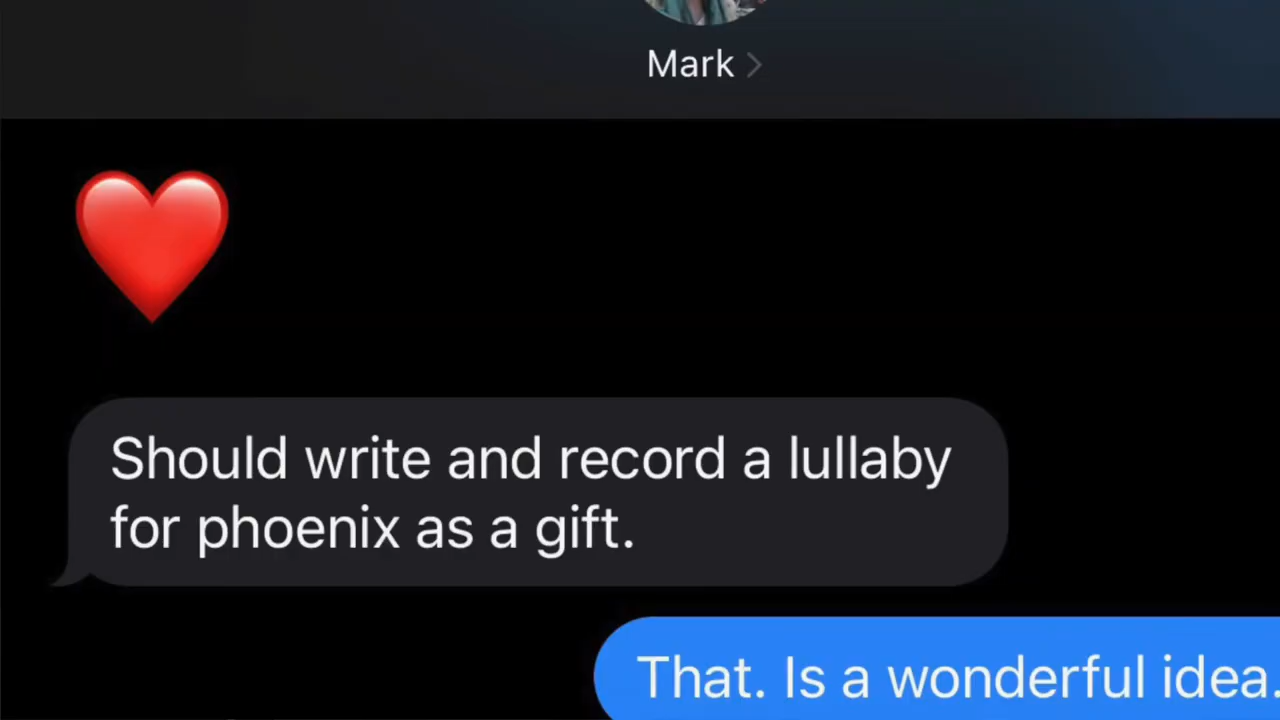 Mark
Should write and record a lullaby
for phoenix as a gift.
That. Is a wonderful idea.